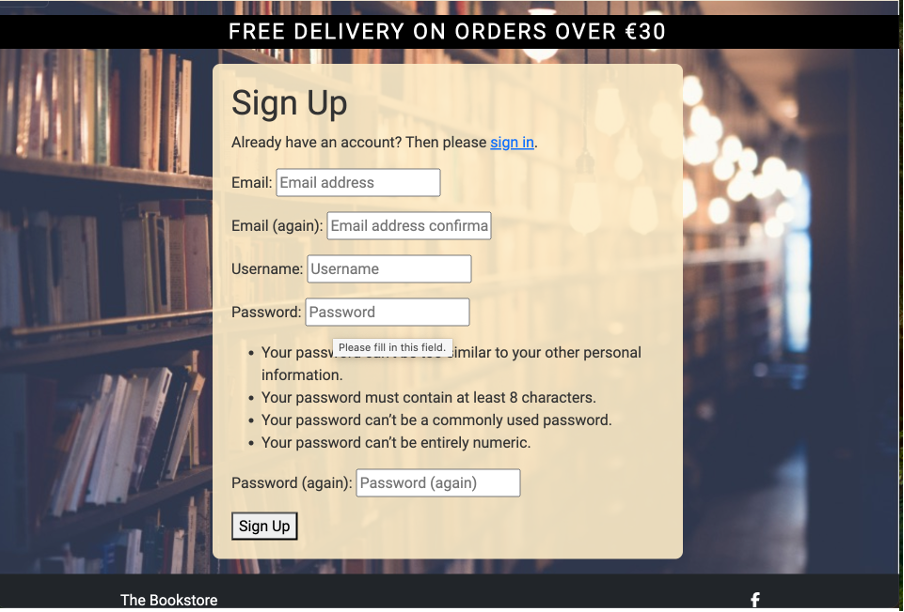 FREE DELIVERY ON ORDERS OVER €30
Sign Up
Already have an account? Then please sign in.
Email: Email address
Email (again): Email address confirma
Username: Username
Password: Password
Please fill in this field.
• Your passw can't be too similar to your other personal
information.
• Your password must contain at least 8 characters.
• Your password can't be a commonly used password.
• Your password can't be entirely numeric.
Password (again): Password (again)
Sign Up
The Bookstore